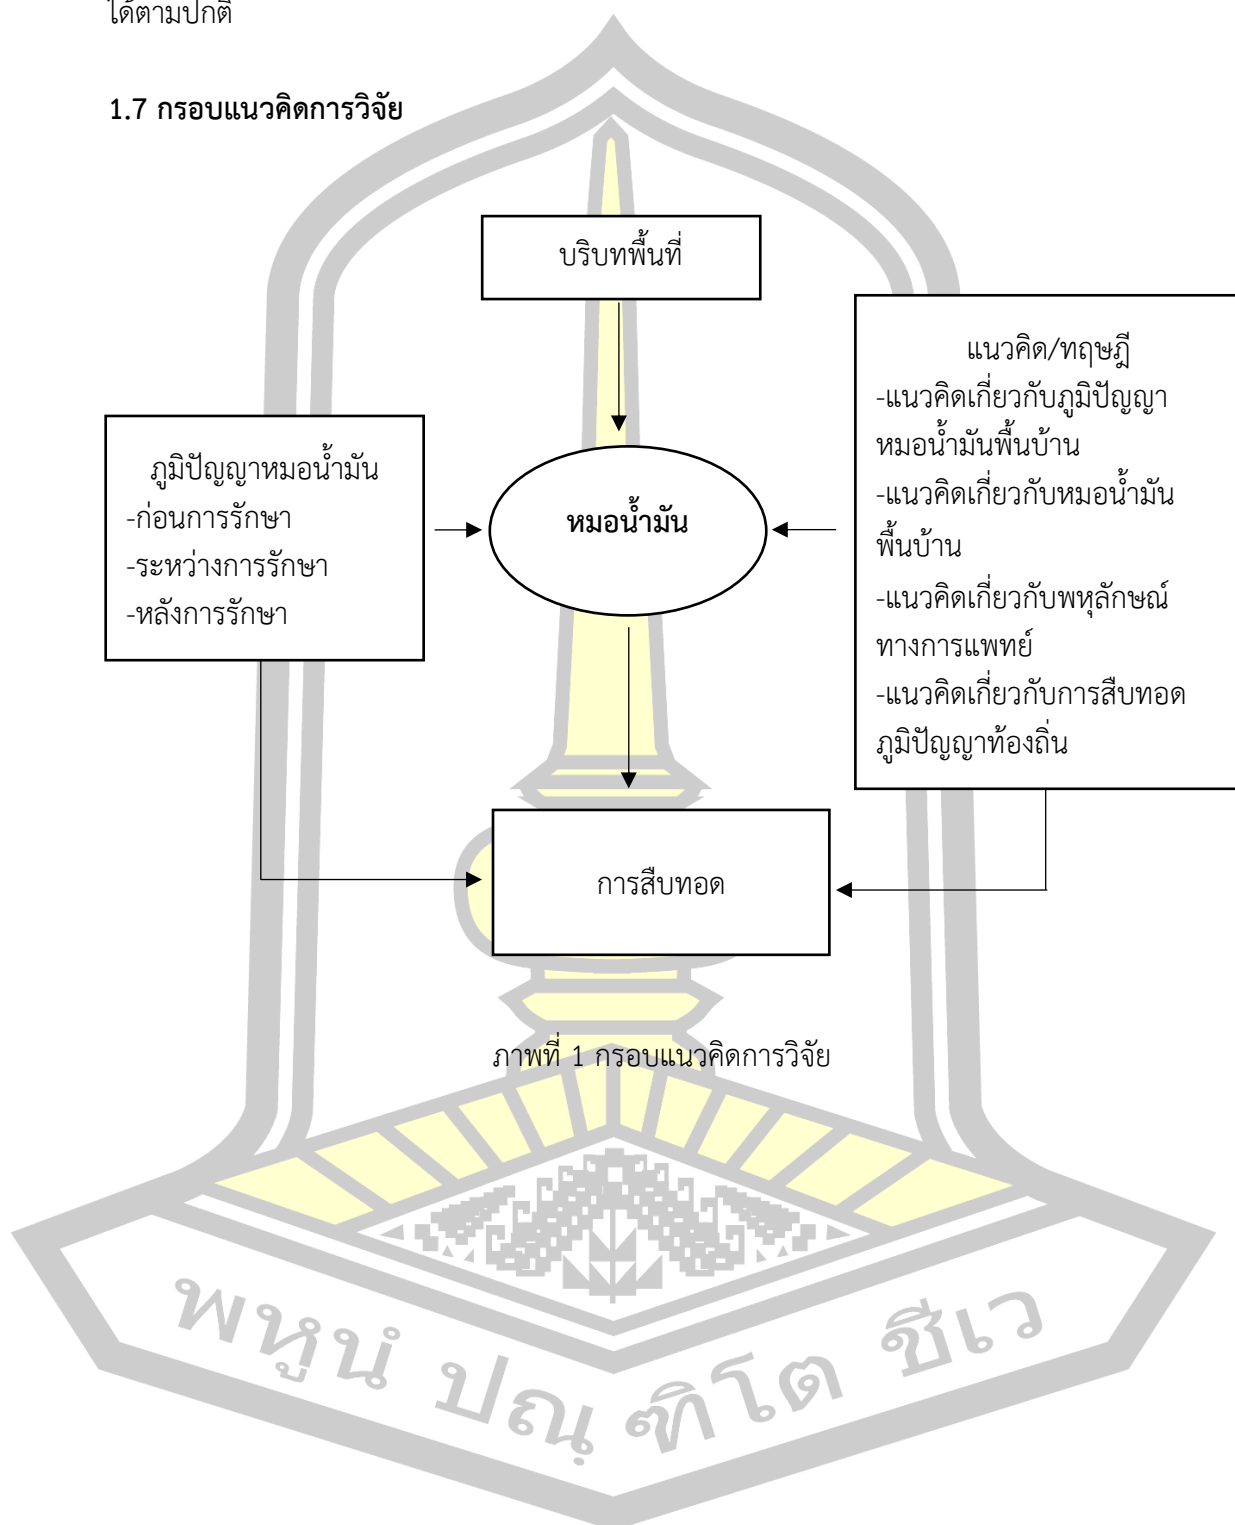 ได้ตามปกติ
1.7 กรอบแนวคิดการวิจัย
บริบทพื้นที่
แนวคิด/ทฤษฎี
-แนวคิดเกี่ยวกับภูมิปัญญา
หมอน้ำมันพื้นบ้าน
-แนวคิดเกี่ยวกับหมอน้ำมัน
พื้นบ้าน
-แนวคิดเกี่ยวกับพหุลักษณ์
ทางการแพทย์
-แนวคิดเกี่ยวกับการสืบทอด
ภูมิปัญญาท้องถิ่น
ภูมิปัญญาหมอน้ำมัน
-ก่อนการรักษา
-ระหว่างการรักษา
-หลังการรักษา
หมอน้ำมัน
การสืบทอด
ภาพที่ 1 กรอบแนวคิดการวิจัย
พหูนํ ปณฺฑิโต ชีเว